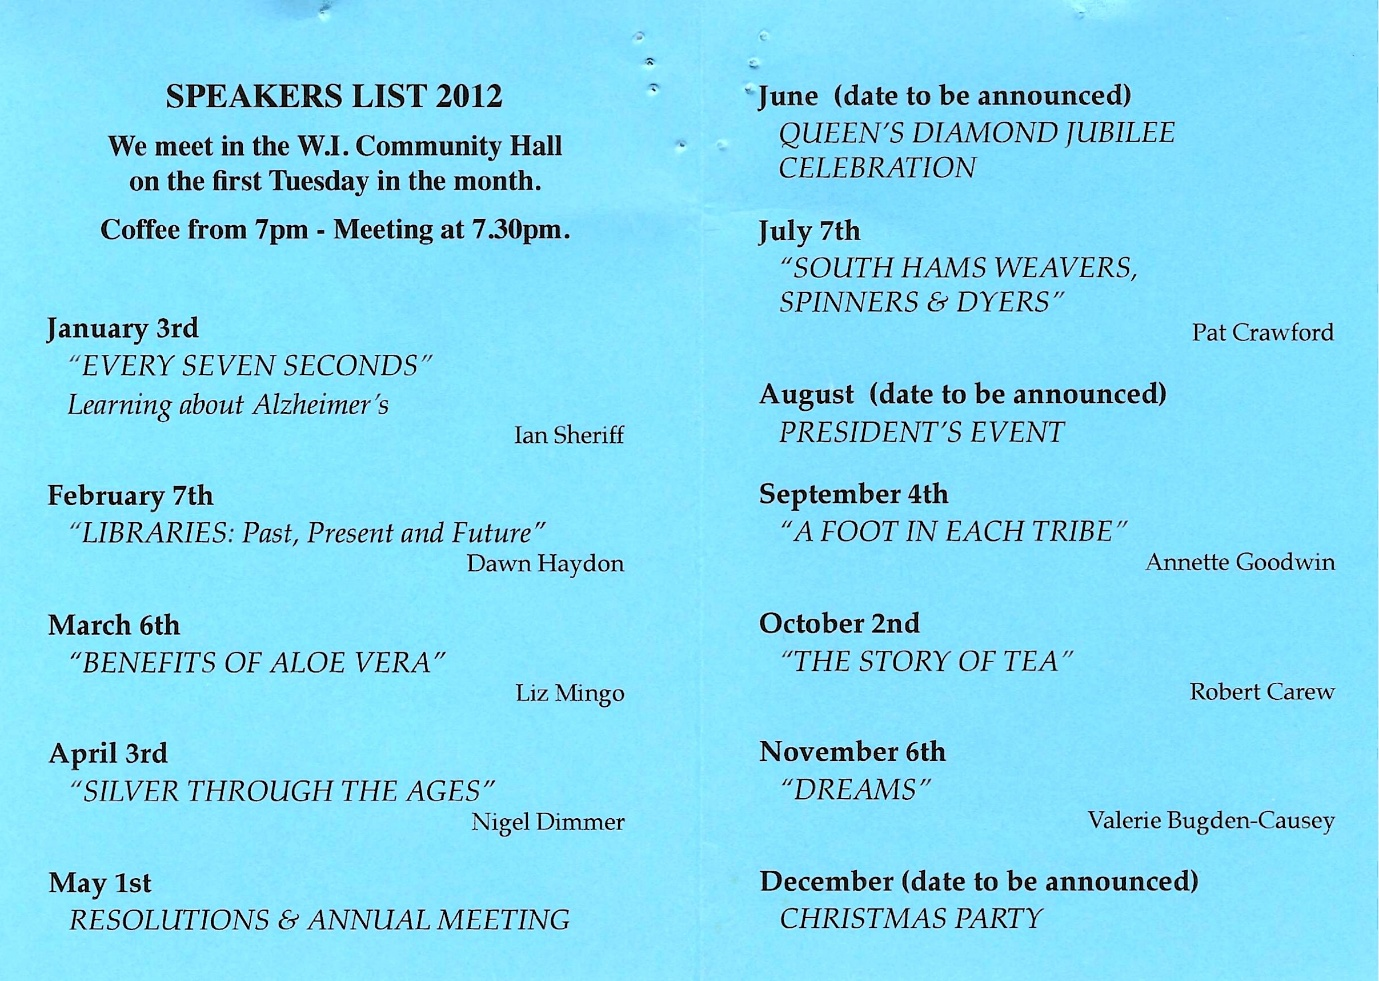 SPEAKERS LIST 2012
We meet in the W.I. Community Hall
on the first Tuesday in the month.
Coffee from 7pm - Meeting at 7.30pm.
January 3rd
“EVERY SEVEN SECONDS”
Learning about Alzheimer’s
Ian Sheriff
February 7th
“LIBRARIES: Past, Present and Future”
Dawn Haydon
March 6th
“BENEFITS OF ALOE VERA”
Liz Mingo
April 3rd
“SILVER THROUGH THE AGES”
Nigel Dimmer
May 1st
RESOLUTIONS & ANNUAL MEETING
June (date to be announced)
QUEEN’S DIAMOND JUBILEE
CELEBRATION
July 7th
“SOUTH HAMS WEAVERS,
SPINNERS & DYERS”
Pat Crawford
August (date to be announced)
PRESIDENT’S EVENT
September 4th
“A FOOT IN EACH TRIBE”
Annette Goodwin
October 2nd
“THE STORY OF TEA”
Robert Carew
November 6th
“DREAMS”
Valerie Bugden-Causey
December (date to be announced)
CHRISTMAS PARTY